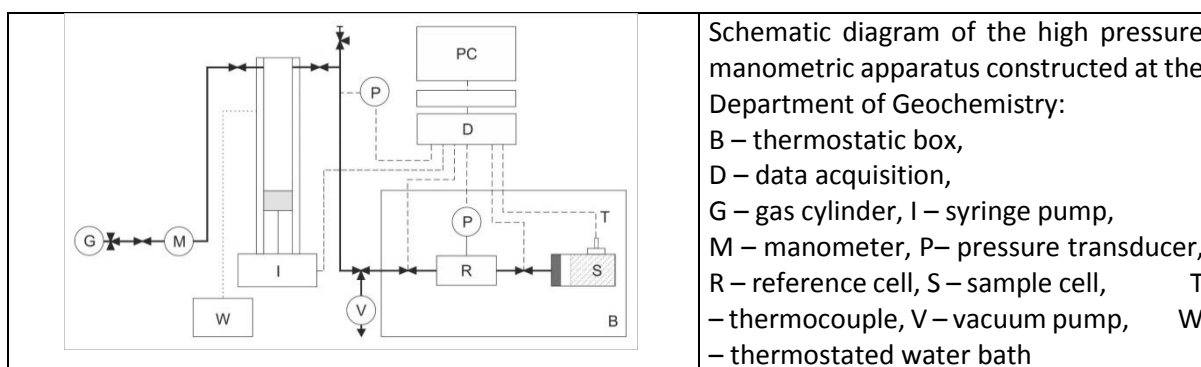 PC
P
D
T
P
G
M
I
R
S
W
V
B
Schematic diagram of the high pressure
manometric apparatus constructed at the
Department of Geochemistry:
B – thermostatic box,
D – data acquisition,
G – gas cylinder, I – syringe pump,
M – manometer, P– pressure transducer,
R – reference cell, S – sample cell, T
– thermocouple, V – vacuum pump, W
– thermostated water bath